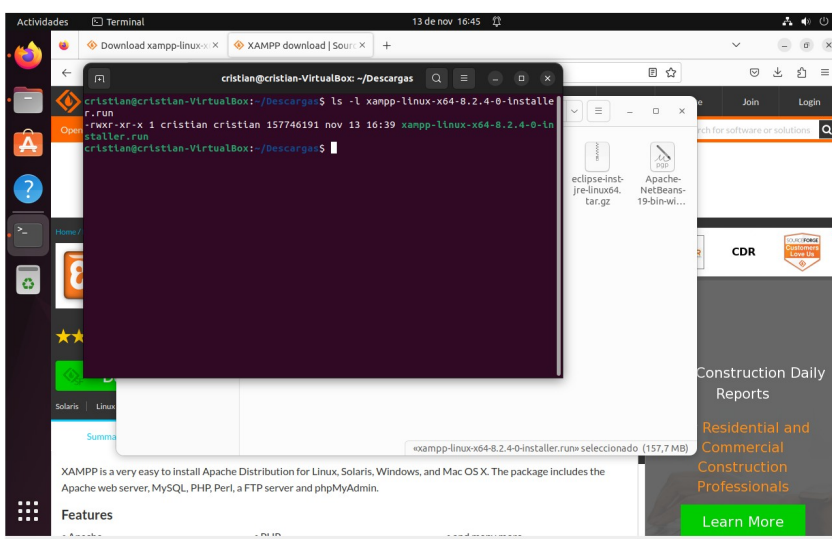 Actividades
Terminal
13 de nov 16:45
Download xampp-linux-x
XAMPP download | Sourc
cristian@cristian-VirtualBox: ~/Descargas
cristian@cristian-VirtualBox:~/Descargas$ ls -l xampp-linux-x64-8.2.4-0-installe
r.run
-rwxr-xr-x 1 cristian cristian 157746191 nov 13 16:39 xampp-linux-x64-8.2.4-0-in
staller.run
cristian@cristian-VirtualBox:~/Descargas$
Join
Login
Open
rch for software or solutions
eclipse-inst-
jre-linux64.
tar.gz
Apache-
NetBeans-
19-bin-wi...
Home /
CDR
SOURCEFORGE
Customers
Love Us
Solaris
Linux
Summa
«xampp-linux-x64-8.2.4-0-installer.run» seleccionado (157,7 MB)
Construction Daily
Reports
Residential and
Commercial
Construction
Professionals
Learn More
XAMPP is a very easy to install Apache Distribution for Linux, Solaris, Windows, and Mac OS X. The package includes the
Apache web server, MySQL, PHP, Perl, a FTP server and phpMyAdmin.
Features